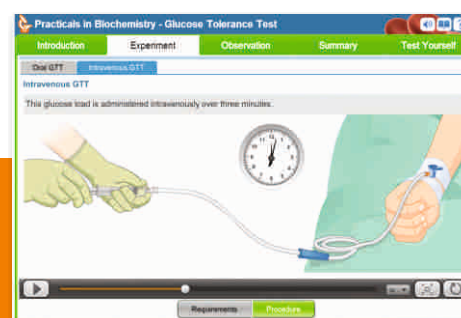 Practicals in Biochemistry - Glucose Tolerance Test
Introduction
Experiment
Observation
Summary
Test Yourself
Oral GTT
Intravenous GTT
Intravenous GTT
This glucose load is administered intravenously over three minutes.
12
Requirements
Procedure